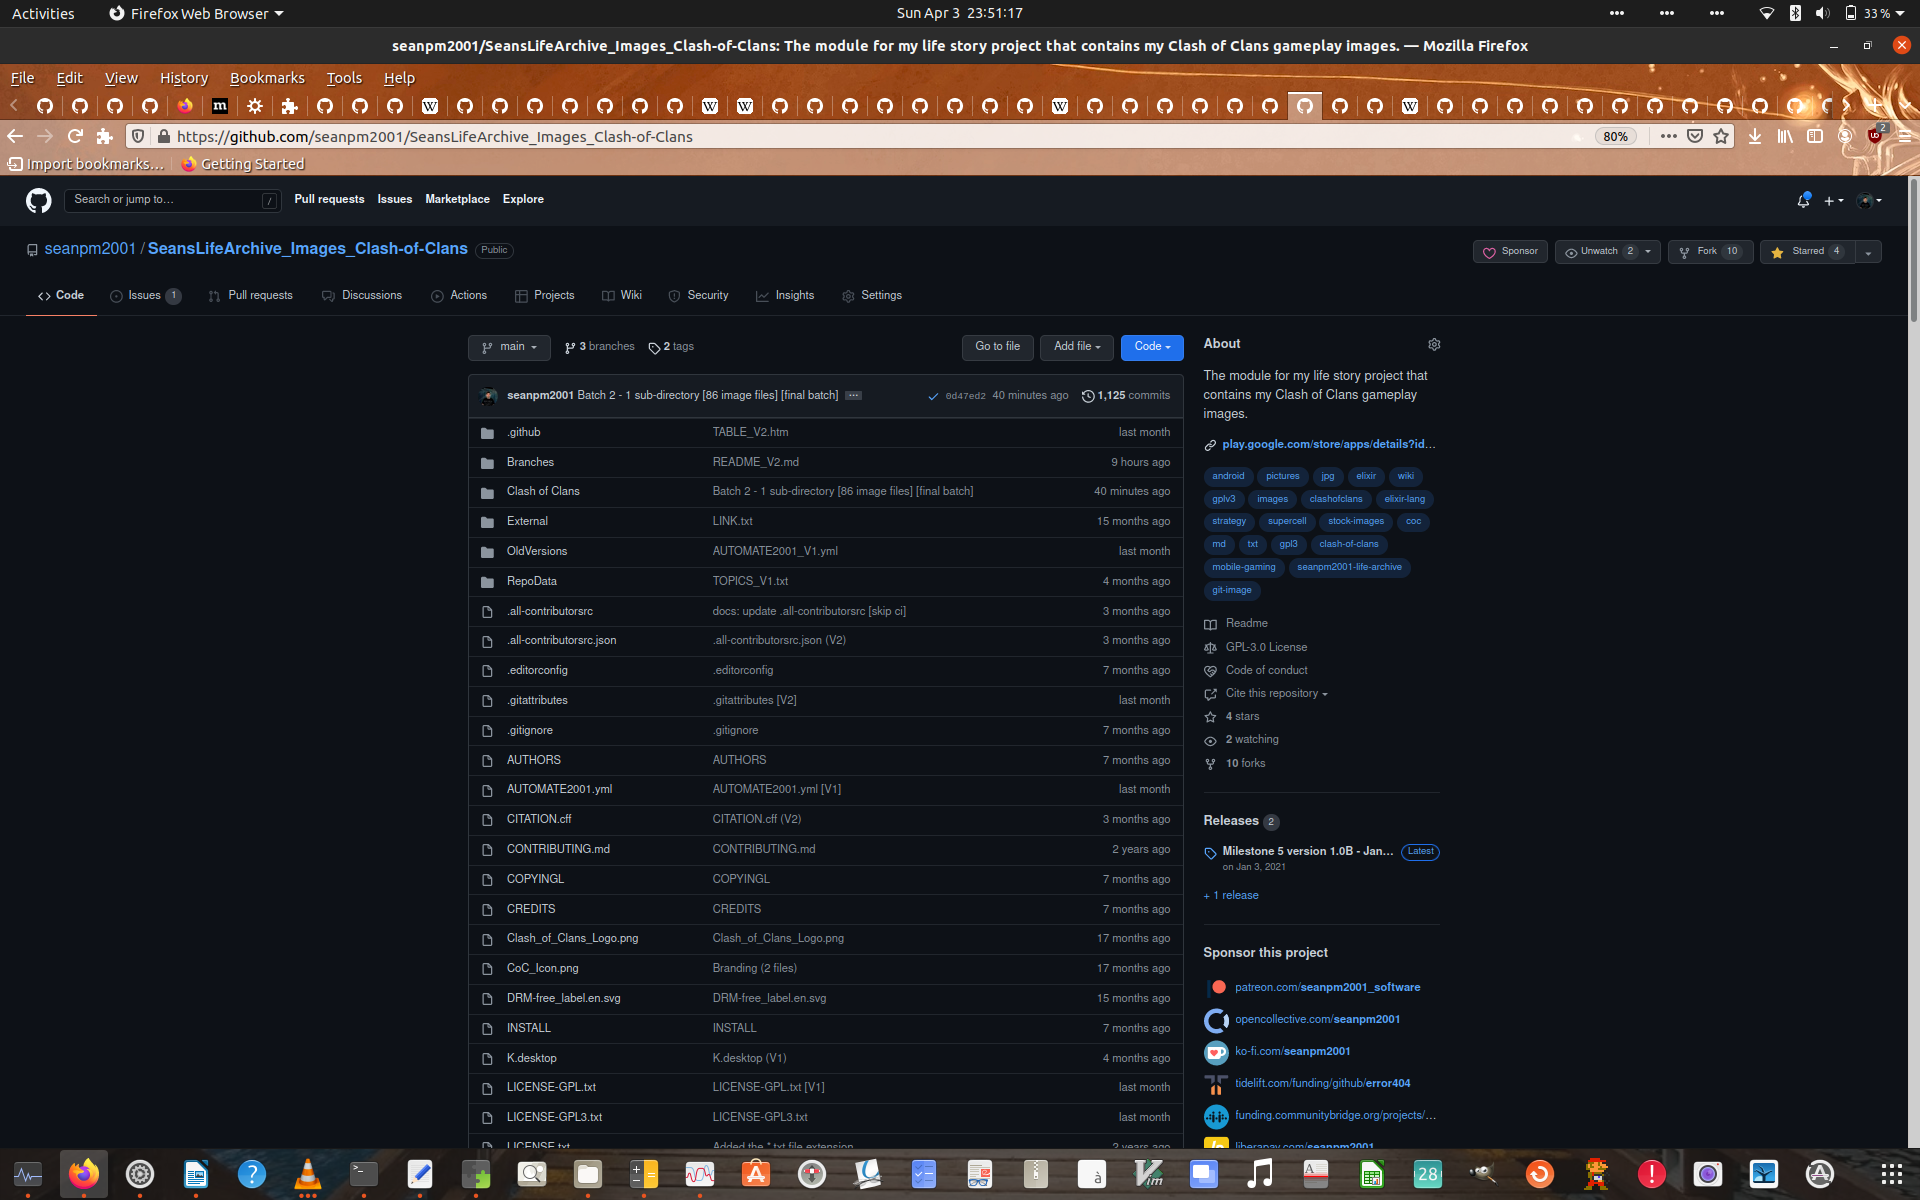 Activities
Firefox Web Browser
Sun Apr 3 23:51:17
33 %
seanpm2001/SeansLifeArchive_Images_Clash-of-Clans: The module for my life story project that contains my Clash of Clans gameplay images. — Mozilla Firefox
File Edit View History Bookmarks Tools Help
https://github.com/seanpm2001/SeansLifeArchive_Images_Clash-of-Clans
80%
2
Import bookmarks... Getting Started
Search or jump to... /
Pull requests Issues Marketplace Explore
seanpm2001 / SeansLifeArchive_Images_Clash-of-Clans Public
Sponsor Unwatch 2 Fork 10 Starred 4
Code Issues 1 Pull requests Discussions Actions Projects Wiki Security Insights Settings
main 3 branches 2 tags Go to file Add file Code
seanpm2001 Batch 2 - 1 sub-directory [86 image files] [final batch] ... 0d47ed2 40 minutes ago 1,125 commits
.github TABLE_V2.htm last month
Branches README_V2.md 9 hours ago
Clash of Clans Batch 2 - 1 sub-directory [86 image files] [final batch] 40 minutes ago
External LINK.txt 15 months ago
OldVersions AUTOMATE2001_V1.yml last month
RepoData TOPICS_V1.txt 4 months ago
.all-contributorsrc docs: update .all-contributorsrc [skip ci] 3 months ago
.all-contributorsrc.json .all-contributorsrc.json (V2) 3 months ago
.editorconfig .editorconfig 7 months ago
.gitattributes .gitattributes [V2] last month
.gitignore .gitignore 7 months ago
AUTHORS AUTHORS 7 months ago
AUTOMATE2001.yml AUTOMATE2001.yml [V1] last month
CITATION.cff CITATION.cff (V2) 3 months ago
CONTRIBUTING.md CONTRIBUTING.md 2 years ago
COPYINGL COPYINGL 7 months ago
CREDITS CREDITS 7 months ago
Clash_of_Clans_Logo.png Clash_of_Clans_Logo.png 17 months ago
CoC_Icon.png Branding (2 files) 17 months ago
DRM-free_label.en.svg DRM-free_label.en.svg 15 months ago
INSTALL INSTALL 7 months ago
K.desktop K.desktop (V1) 4 months ago
LICENSE-GPL.txt LICENSE-GPL.txt [V1] last month
LICENSE-GPL3.txt LICENSE-GPL3.txt last month
LICENSE.txt Added the *.txt file extension 2 years ago
About
The module for my life story project that
contains my Clash of Clans gameplay
images.
play.google.com/store/apps/details?id...
android pictures jpg elixir wiki
gplv3 images clashofclans elixir-lang
strategy supercell stock-images coc
md txt gpl3 clash-of-clans
mobile-gaming seanpm2001-life-archive
git-image
Readme
GPL-3.0 License
Code of conduct
Cite this repository
4 stars
2 watching
10 forks
Releases 2
Milestone 5 version 1.0B - Jan... Latest
on Jan 3, 2021
+ 1 release
Sponsor this project
patreon.com/seanpm2001_software
opencollective.com/seanpm2001
ko-fi.com/seanpm2001
tidelift.com/funding/github/error404
funding.communitybridge.org/projects/...
liberapay.com/seanpm2001
28